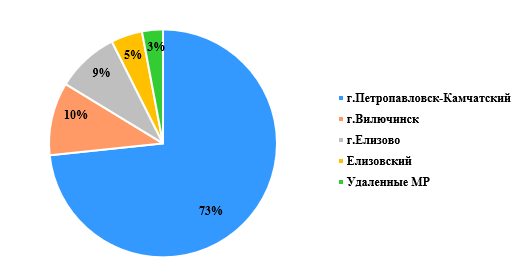 3%
5%
9%
10%
73%
г.Петропавловск-Камчатский
г.Вилючинск
г.Елизово
Елизовский
Удаленные МР